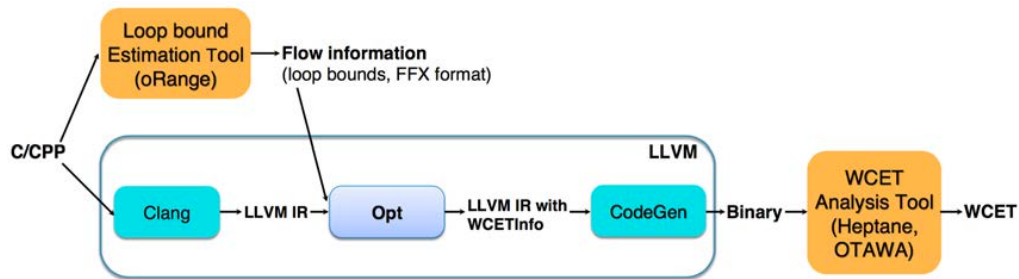 Loop bound
Estimation Tool
(oRange)
Flow information
(loop bounds, FFX format)
C/CPP
LLVM
Clang
LLVM IR
Opt
LLVM IR with
WCETInfo
CodeGen
Binary
WCET
Analysis Tool
(Heptane,
OTAWA)
WCET